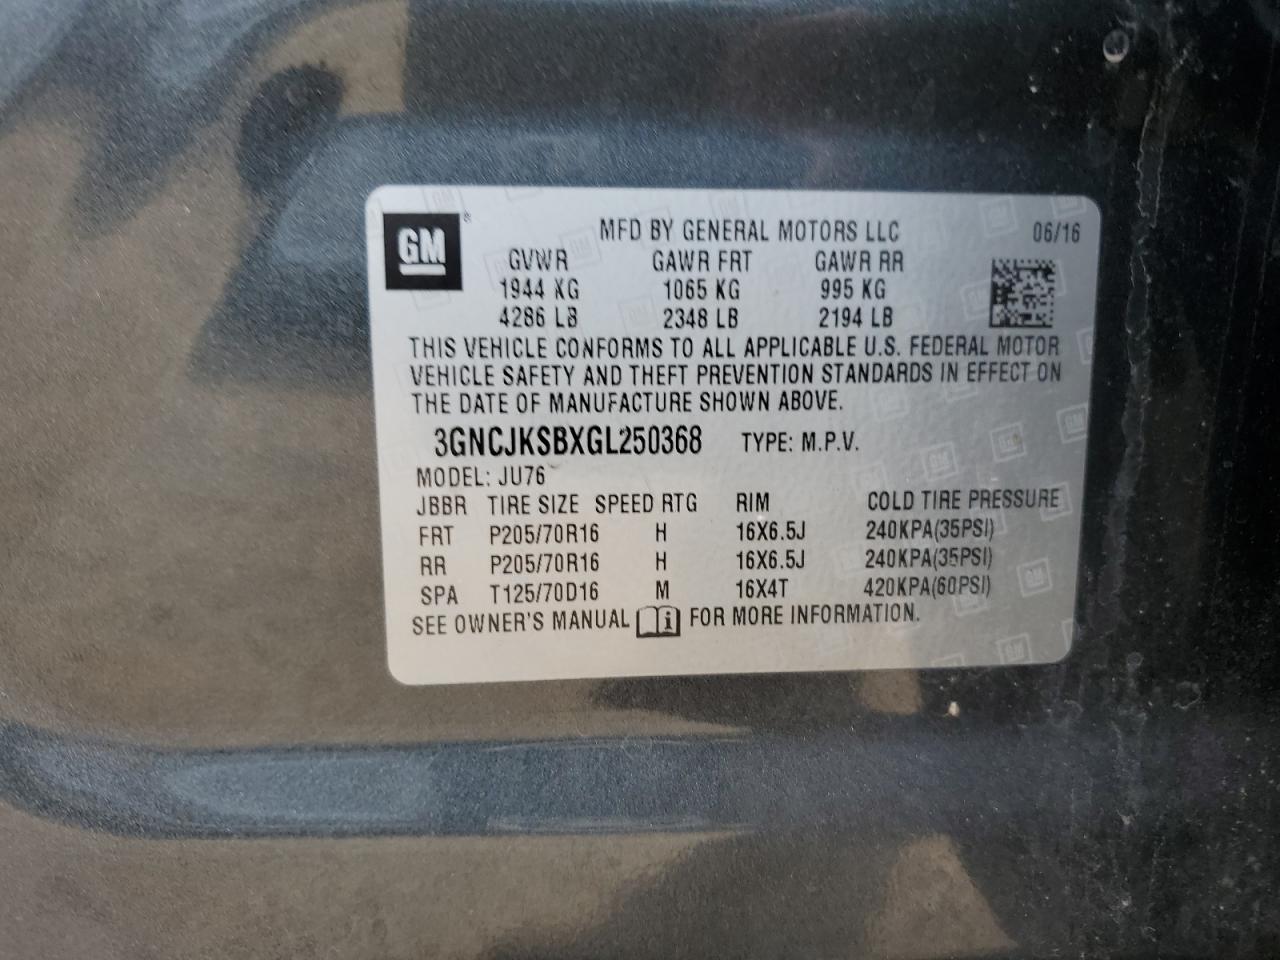 GM ®
MFD BY GENERAL MOTORS LLC 06/16
GVWR GAWR FRT GAWR RR
1944 KG 1065 KG 995 KG
4286 LB 2348 LB 2194 LB
THIS VEHICLE CONFORMS TO ALL APPLICABLE U.S. FEDERAL MOTOR
VEHICLE SAFETY AND THEFT PREVENTION STANDARDS IN EFFECT ON
THE DATE OF MANUFACTURE SHOWN ABOVE.
3GNCJKSBXGL250368 TYPE: M.P.V.
MODEL: JU76
JBBR TIRE SIZE SPEED RTG RIM COLD TIRE PRESSURE
FRT P205/70R16 H 16X6.5J 240KPA(35PSI)
RR P205/70R16 H 16X6.5J 240KPA(35PSI)
SPA T125/70D16 M 16X4T 420KPA(60PSI)
SEE OWNER'S MANUAL i FOR MORE INFORMATION.